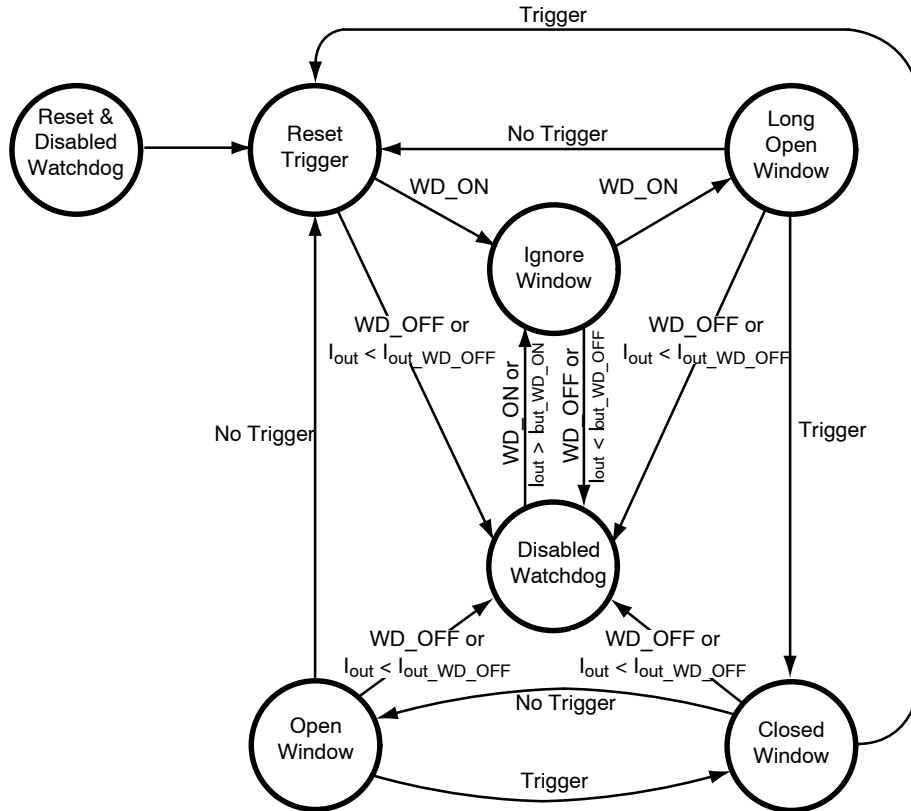 Trigger
Reset &
Disabled
Watchdog
Reset
Trigger
No Trigger
Long
Open
Window
WD_ON
WD_ON
Ignore
Window
WD_OFF or
Iout < Iout_WD_OFF
WD_ON or
Iout > Iout_WD_ON
WD_OFF or
Iout < Iout_WD_OFF
WD_OFF or
Iout < Iout_WD_OFF
No Trigger
Trigger
Disabled
Watchdog
WD_OFF or
Iout < Iout_WD_OFF
WD_OFF or
Iout < Iout_WD_OFF
No Trigger
Open
Window
Closed
Window
Trigger